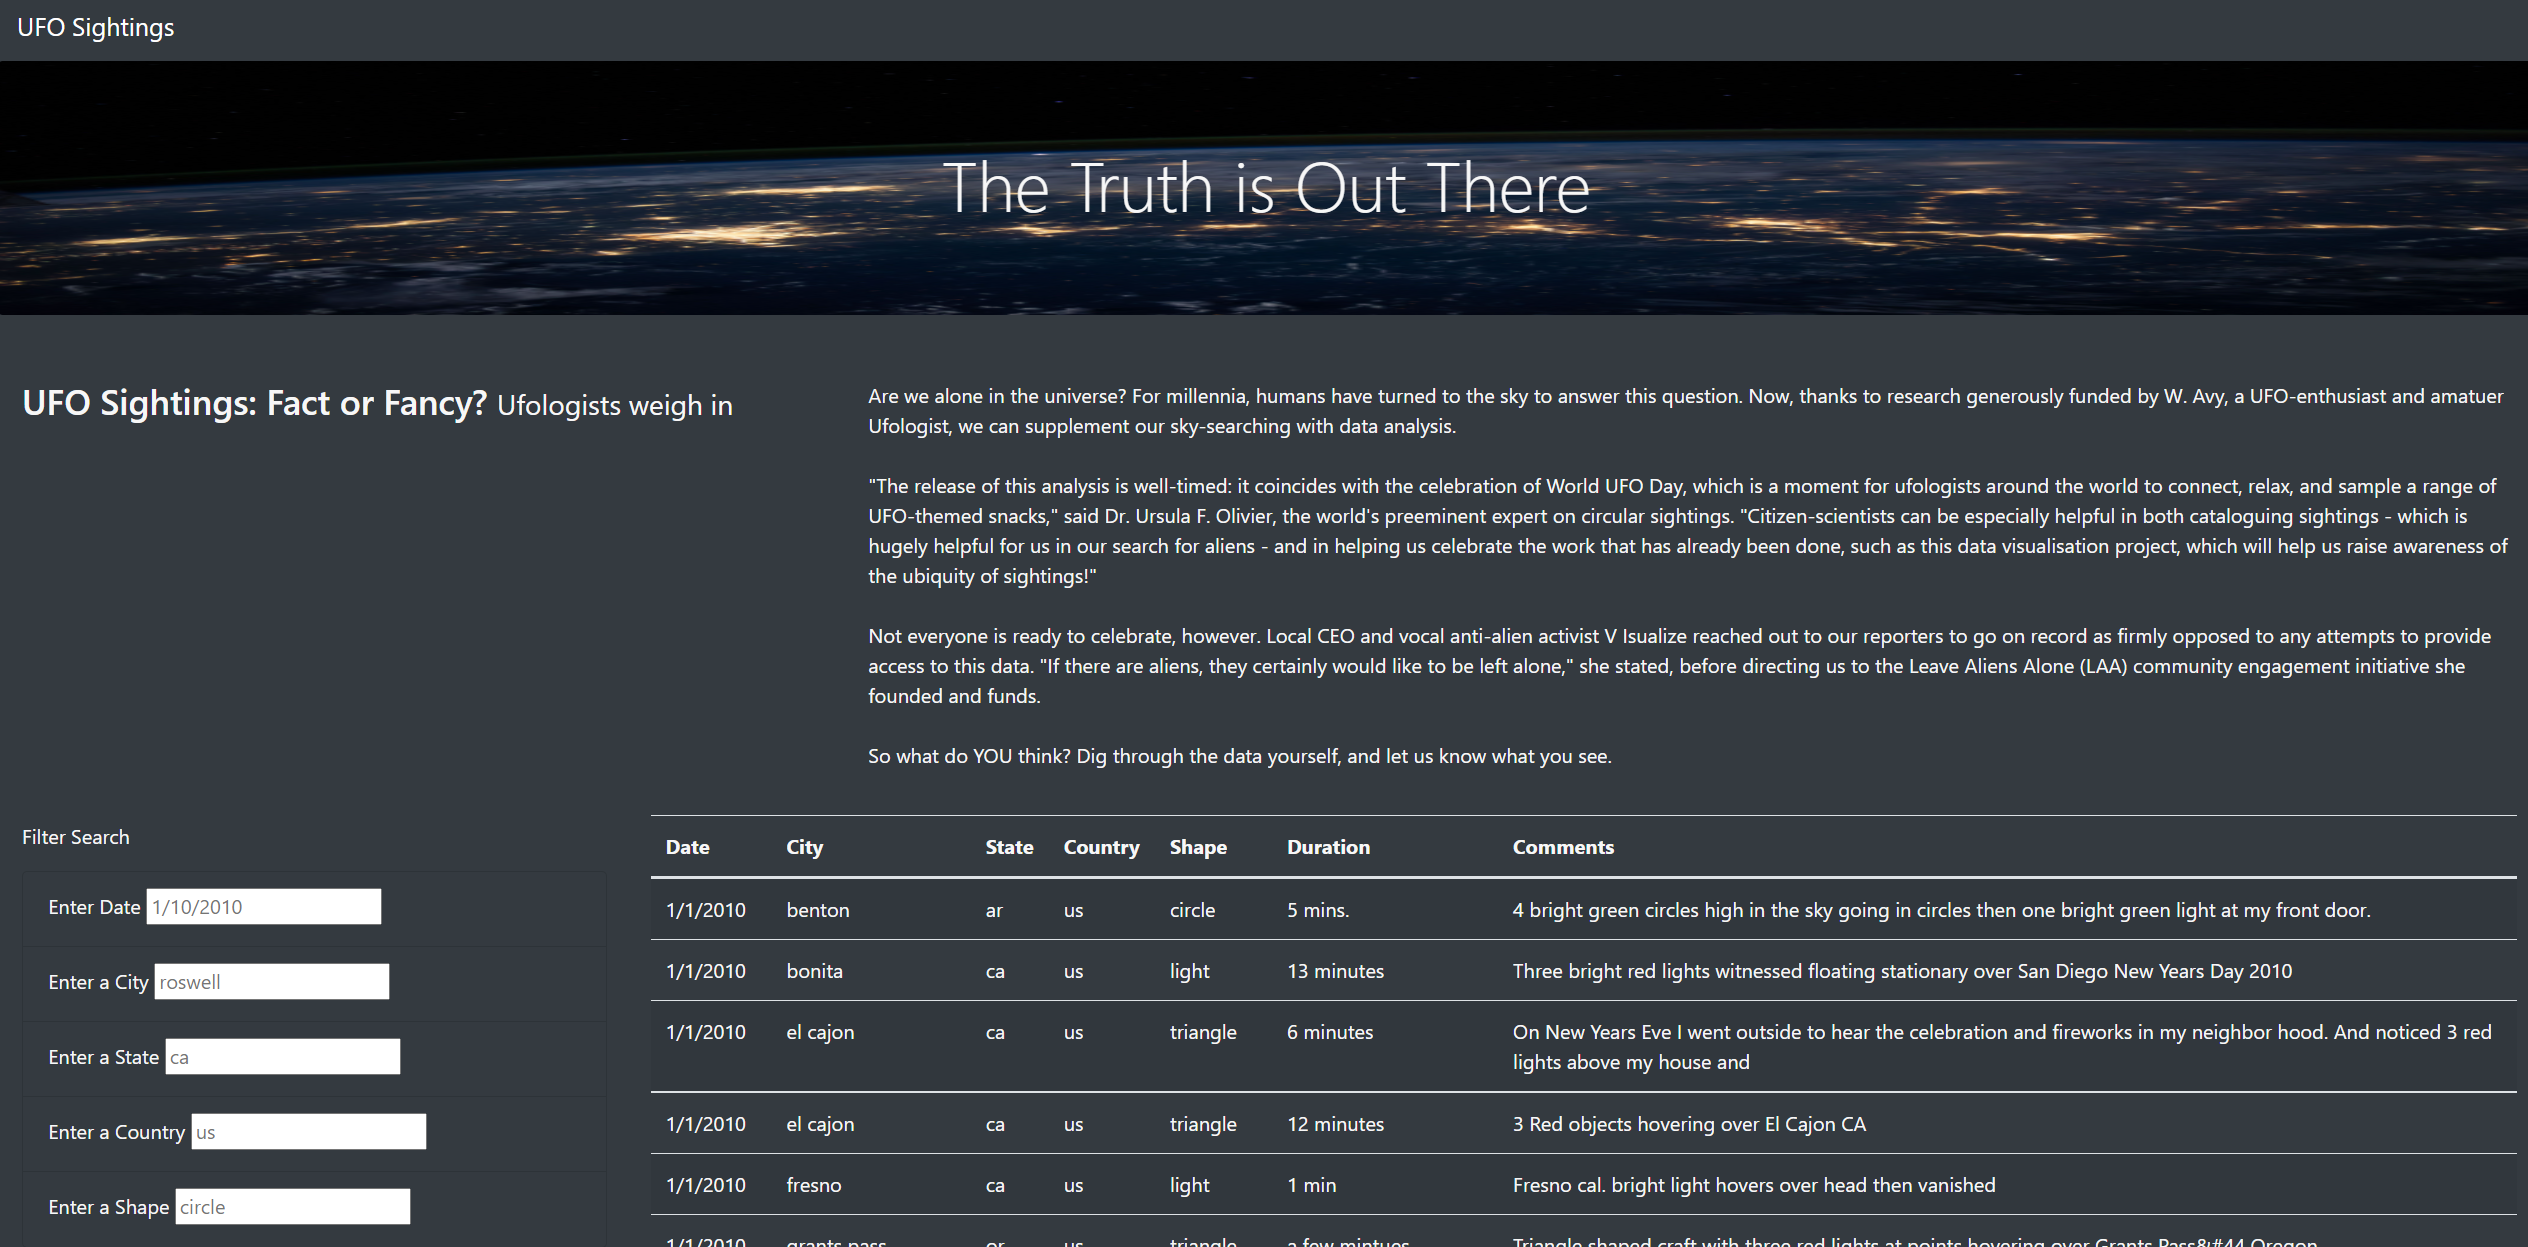 UFO Sightings
The Truth is Out There
UFO Sightings: Fact or Fancy? Ufologists weigh in
Are we alone in the universe? For millennia, humans have turned to the sky to answer this question. Now, thanks to research generously funded by W. Avy, a UFO-enthusiast and amatuer
Ufologist, we can supplement our sky-searching with data analysis.
"The release of this analysis is well-timed: it coincides with the celebration of World UFO Day, which is a moment for ufologists around the world to connect, relax, and sample a range of
UFO-themed snacks," said Dr. Ursula F. Olivier, the world's preeminent expert on circular sightings. "Citizen-scientists can be especially helpful in both cataloguing sightings - which is
hugely helpful for us in our search for aliens - and in helping us celebrate the work that has already been done, such as this data visualisation project, which will help us raise awareness of
the ubiquity of sightings!"
Not everyone is ready to celebrate, however. Local CEO and vocal anti-alien activist V Isualize reached out to our reporters to go on record as firmly opposed to any attempts to provide
access to this data. "If there are aliens, they certainly would like to be left alone," she stated, before directing us to the Leave Aliens Alone (LAA) community engagement initiative she
founded and funds.
So what do YOU think? Dig through the data yourself, and let us know what you see.
Filter Search
Enter Date 1/10/2010
Enter a City roswell
Enter a State ca
Enter a Country us
Enter a Shape circle
Date City State Country Shape Duration Comments
1/1/2010 benton ar us circle 5 mins. 4 bright green circles high in the sky going in circles then one bright green light at my front door.
1/1/2010 bonita ca us light 13 minutes Three bright red lights witnessed floating stationary over San Diego New Years Day 2010
1/1/2010 el cajon ca us triangle 6 minutes On New Years Eve I went outside to hear the celebration and fireworks in my neighbor hood. And noticed 3 red
lights above my house and
1/1/2010 el cajon ca us triangle 12 minutes 3 Red objects hovering over El Cajon CA
1/1/2010 fresno ca us light 1 min Fresno cal. bright light hovers over head then vanished
1/1/2010 grants pass or us triangle a few mintues Triangle shaped craft with three red lights at points hovering over Grants Pass&#44 Oregon